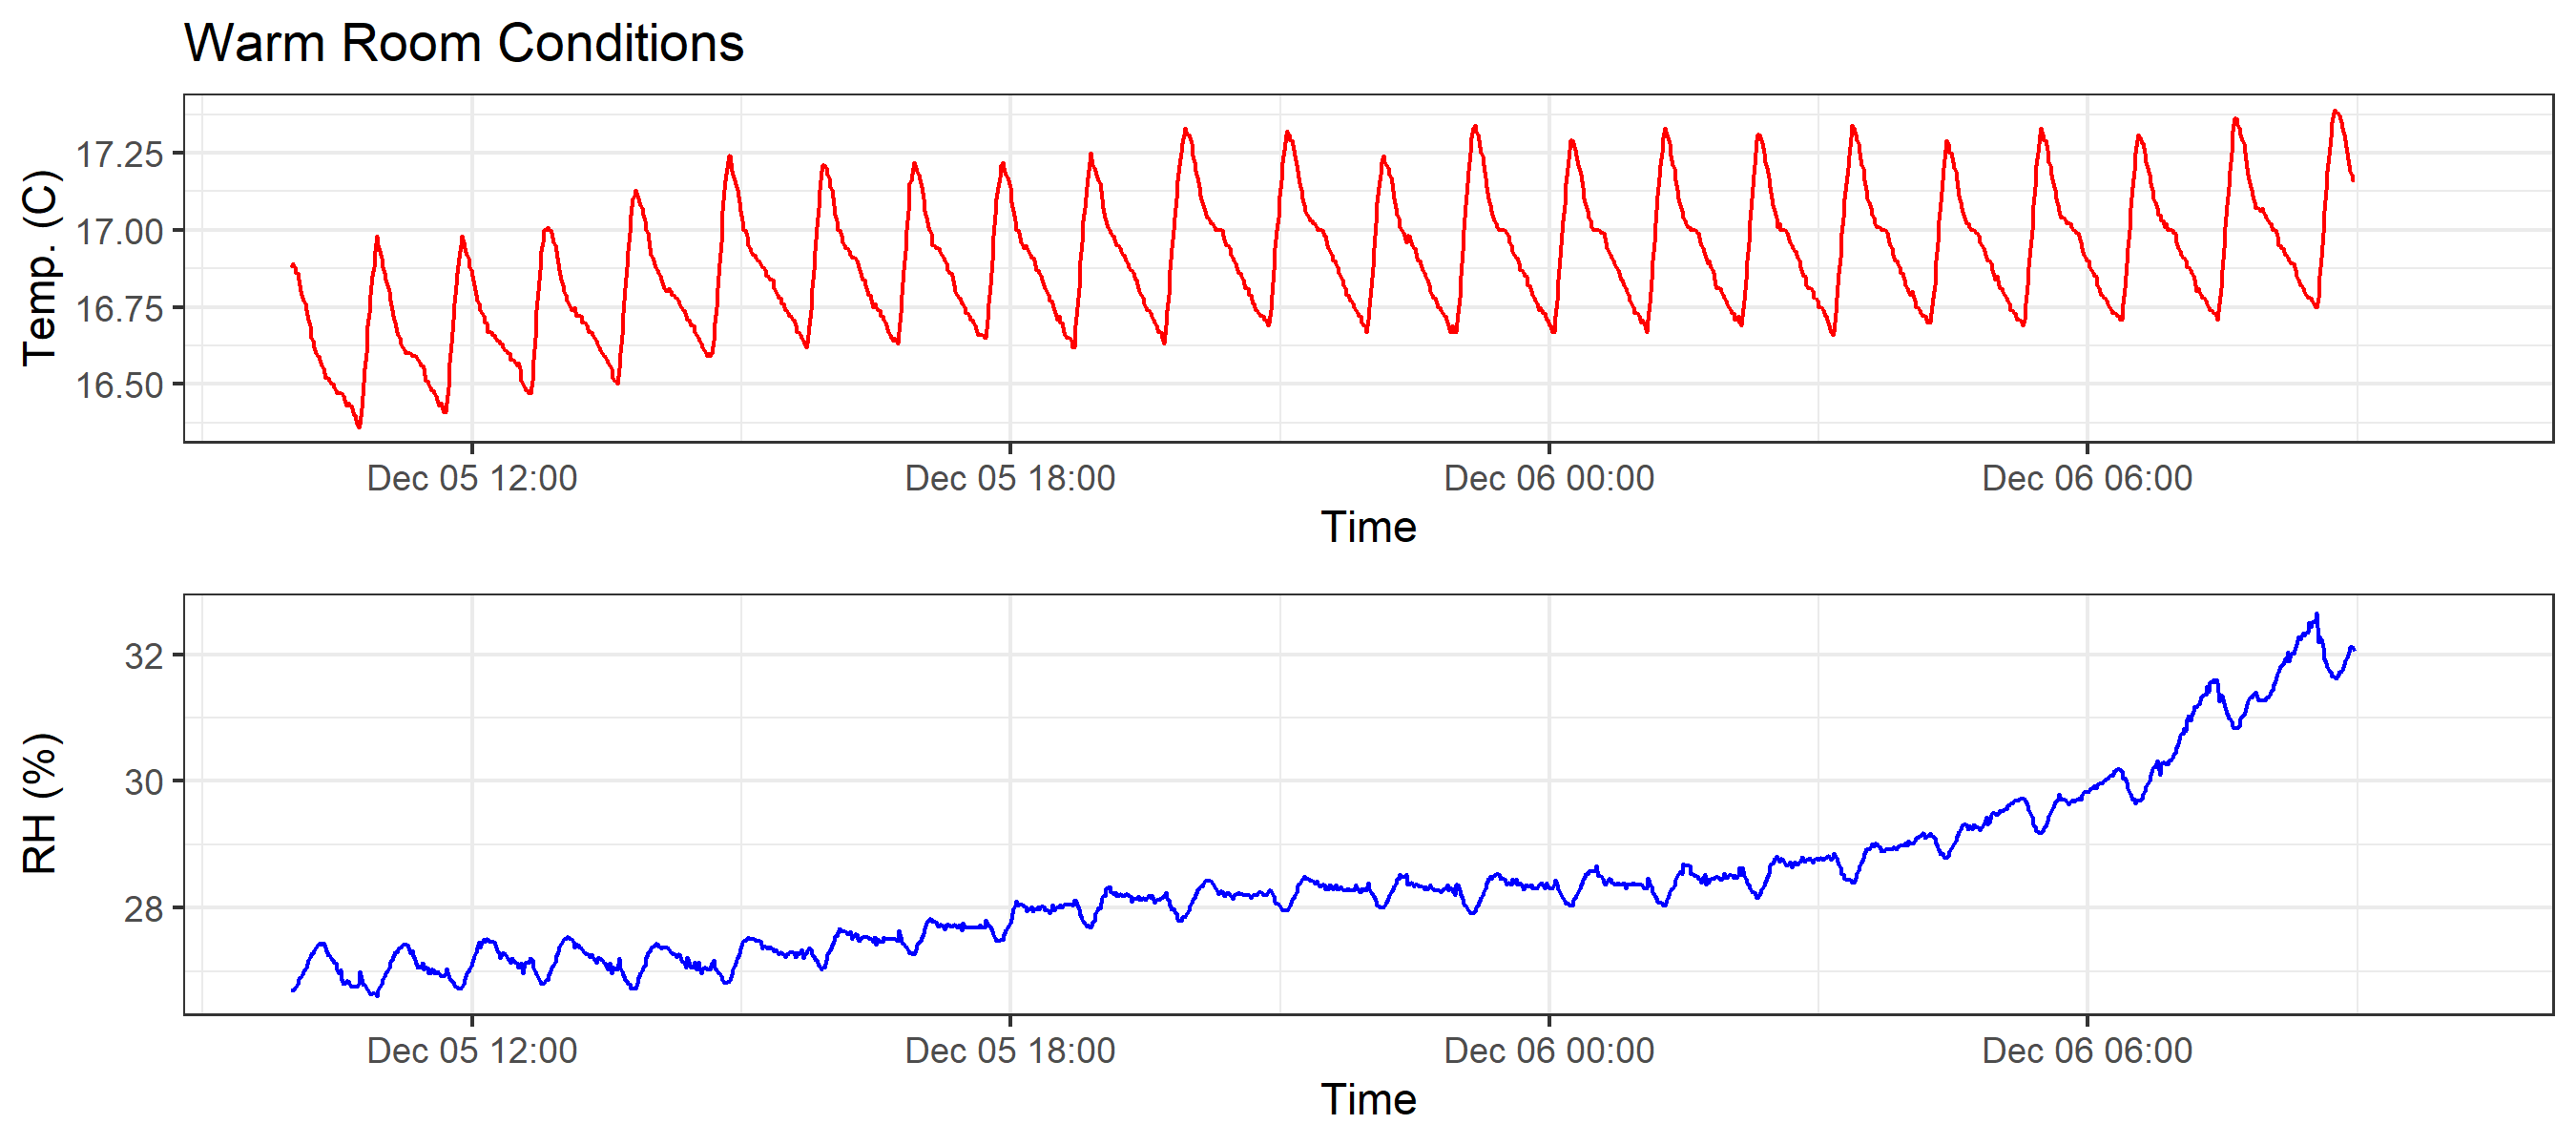 Warm Room Conditions
Temp. (C)
17.25
17.00
16.75
16.50
Dec 05 12:00 Dec 05 18:00 Dec 06 00:00 Dec 06 06:00
Time
RH (%)
32
30
28
Dec 05 12:00 Dec 05 18:00 Dec 06 00:00 Dec 06 06:00
Time